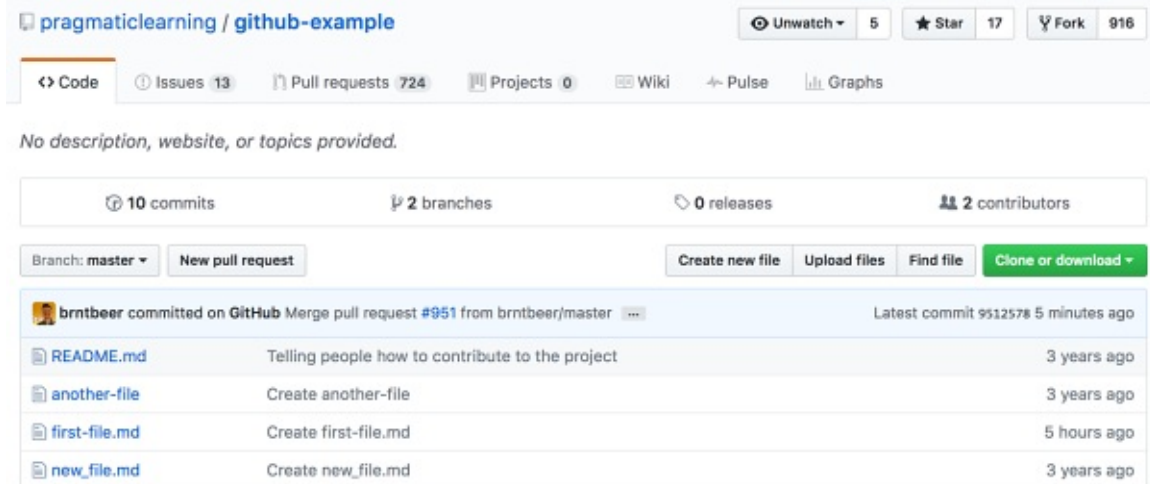 pragmaticlearning / github-example Unwatch 5 Star 17 Fork 916
Code Issues 13 Pull requests 724 Projects 0 Wiki Pulse Graphs
No description, website, or topics provided.
10 commits 2 branches 0 releases 2 contributors
Branch: master New pull request Create new file Upload files Find file Clone or download
brntbeer committed on GitHub Merge pull request #951 from brntbeer/master ... Latest commit 9512578 5 minutes ago
README.md Telling people how to contribute to the project 3 years ago
another-file Create another-file 3 years ago
first-file.md Create first-file.md 5 hours ago
new_file.md Create new_file.md 3 years ago